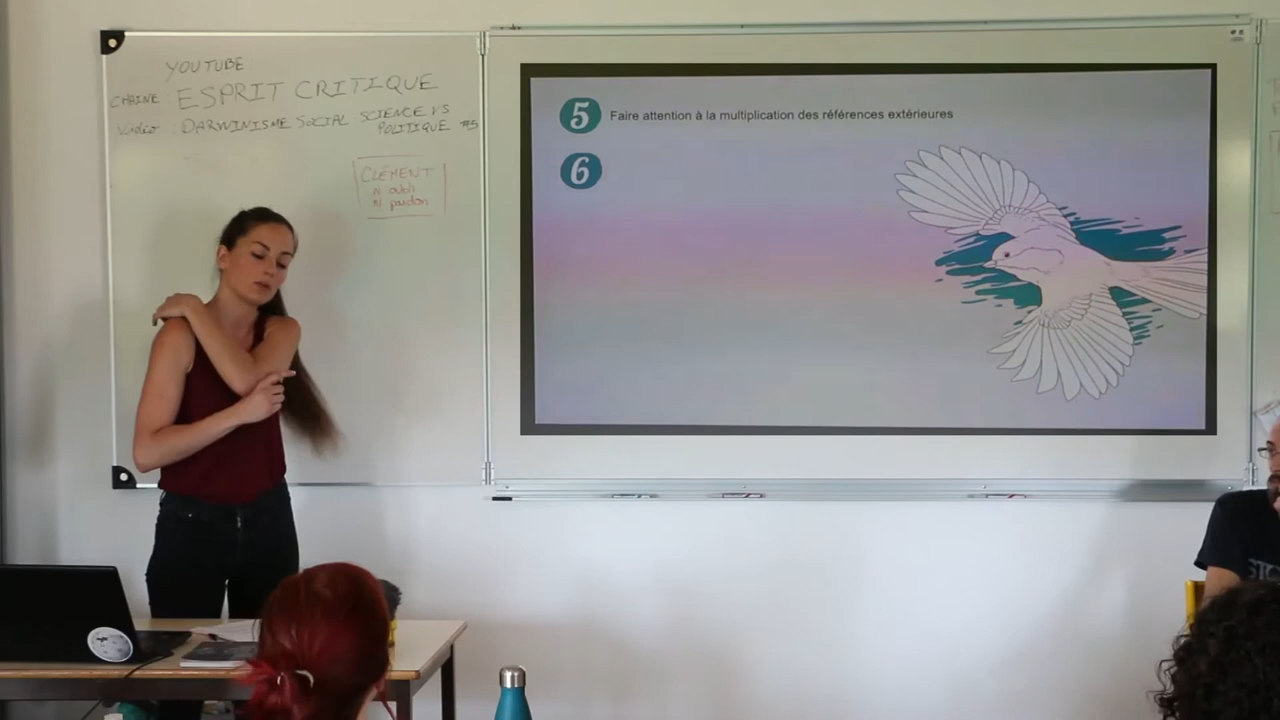 YOUTUBE
CHAINE : ESPRIT CRITIQUE
Vidéo : DARWINISME SOCIAL SCIENCE VS
POLITIQUE #5
CLÉMENT
Ni oubli
Ni pardon
5 Faire attention à la multiplication des références extérieures
6